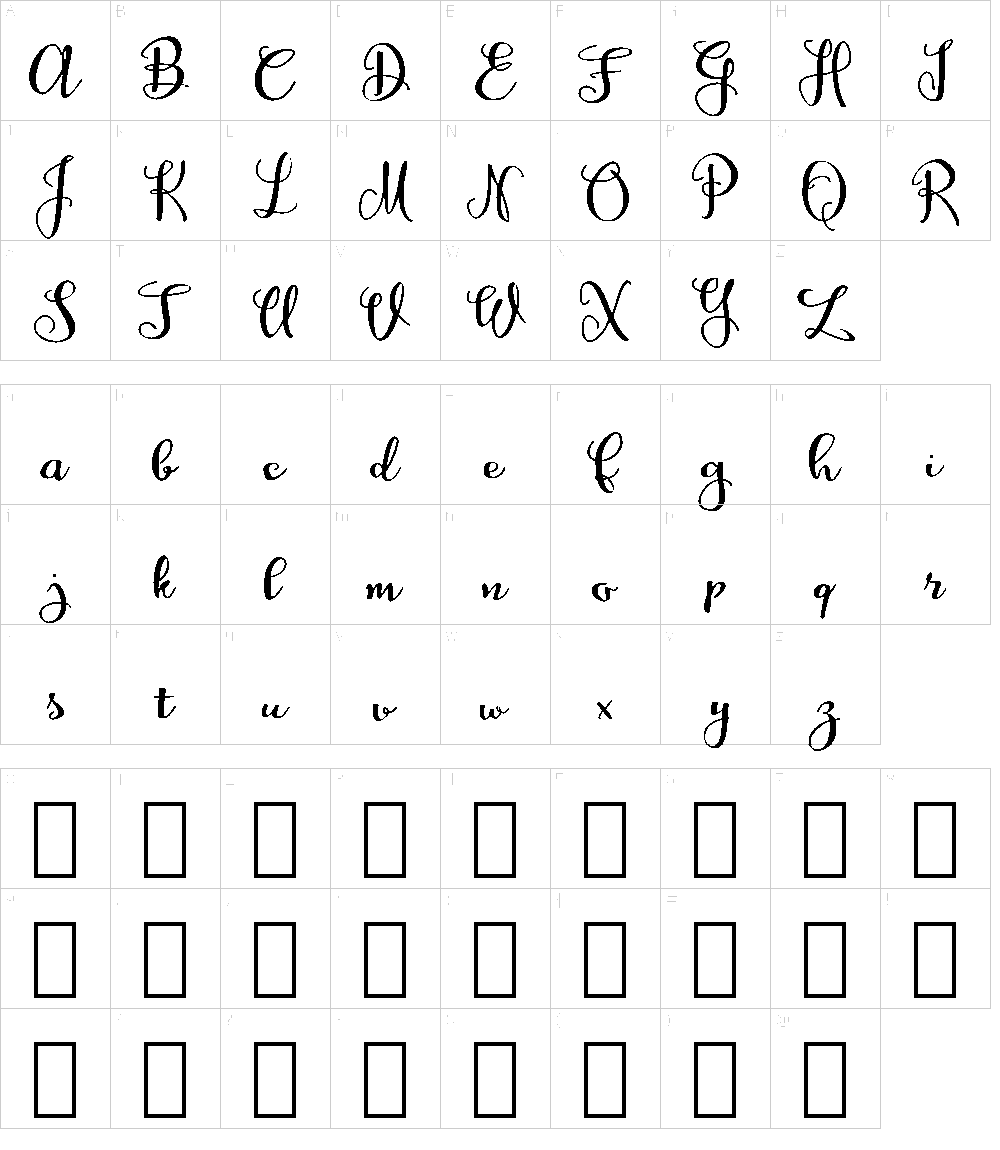 A B C D E F G H I
J K L M N O P Q R
S T U V W X Y Z
a b c d e f g h i
j k l m n o p q r
s t u v w x y z